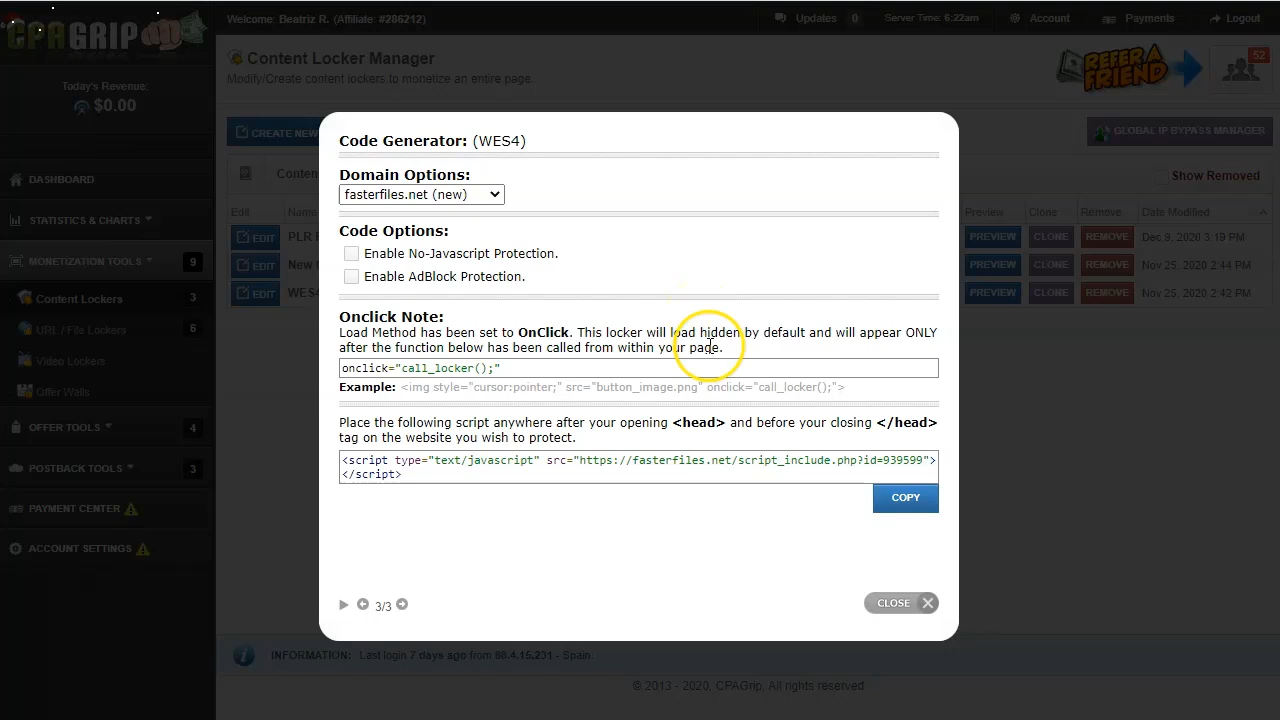 CPAGRIP
Welcome: Beatriz R. (Affiliate: #286212)
Updates 0 Server Time: 6:22am Account Payments Logout
Content Locker Manager
Modify/Create content lockers to monetize an entire page.
REFER A FRIEND
52
Today's Revenue:
$0.00
CREATE NEW
GLOBAL IP BYPASS MANAGER
Show Removed
Edit Name Preview Clone Remove Date Modified
EDIT PLR PREVIEW CLONE REMOVE Dec 9, 2020 3:19 PM
EDIT New PREVIEW CLONE REMOVE Nov 25, 2020 2:44 PM
EDIT WES4 PREVIEW CLONE REMOVE Nov 25, 2020 2:42 PM
DASHBOARD
STATISTICS & CHARTS
MONETIZATION TOOLS 9
Content Lockers 3
URL / File Lockers 6
Video Lockers
Offer Walls
OFFER TOOLS 4
POSTBACK TOOLS 3
PAYMENT CENTER
ACCOUNT SETTINGS
Code Generator: (WES4)
Domain Options:
fasterfiles.net (new)
Code Options:
Enable No-Javascript Protection.
Enable AdBlock Protection.
Onclick Note:
Load Method has been set to OnClick. This locker will load hidden by default and will appear ONLY
after the function below has been called from within your page.
onclick="call_locker();"
Example: <img style="cursor:pointer;" src="button_image.png" onclick="call_locker();">
Place the following script anywhere after your opening <head> and before your closing </head>
tag on the website you wish to protect.
<script type="text/javascript" src="https://fasterfiles.net/script_include.php?id=939599">
</script>
COPY
3/3
CLOSE
INFORMATION: Last login 7 days ago from 88.4.15.231 - Spain
© 2013 - 2020, CPAGrip, All rights reserved